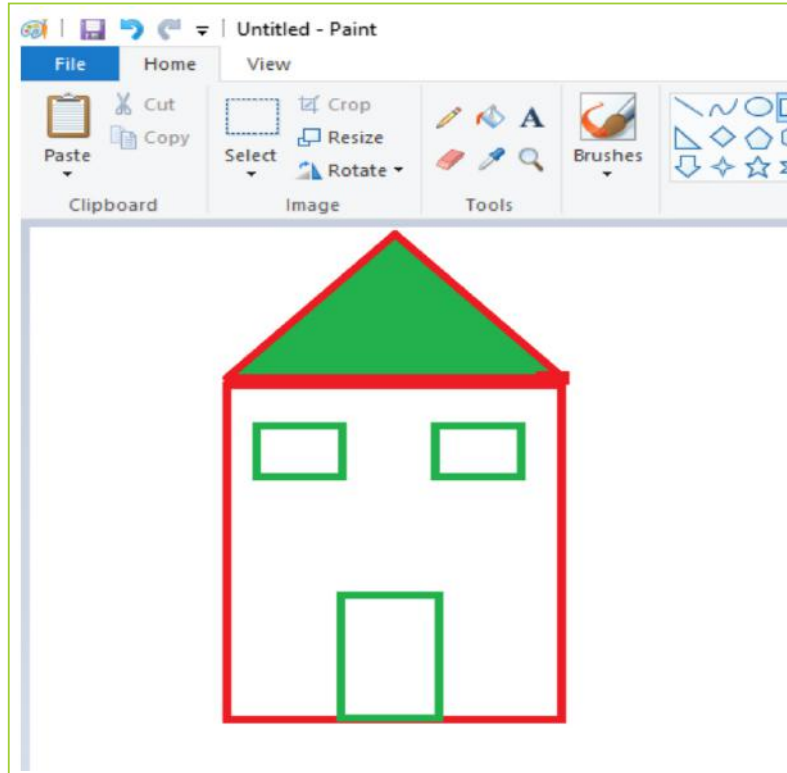 Untitled - Paint
File Home View
Paste
Cut
Copy
Clipboard
Select
Crop
Resize
Rotate
Image
A
Tools
Brushes